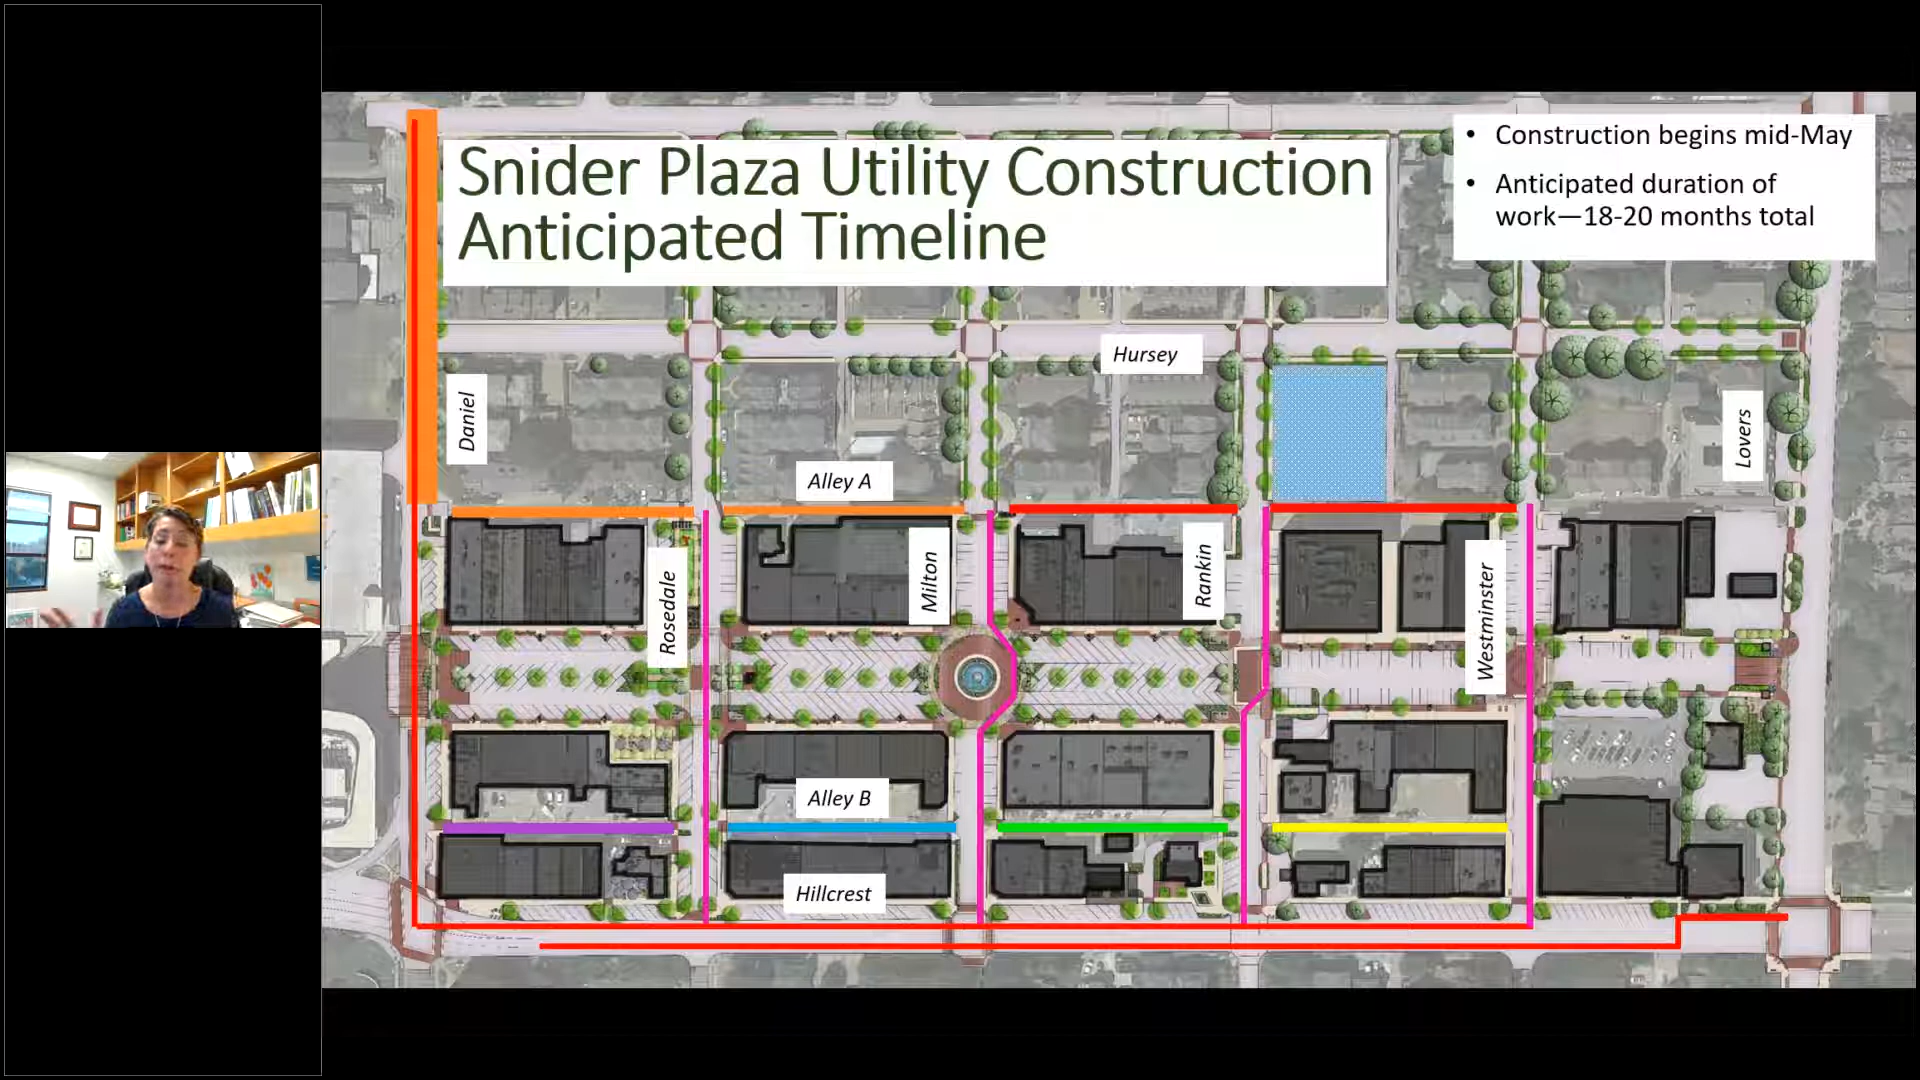 Snider Plaza Utility Construction
Anticipated Timeline
• Construction begins mid-May
• Anticipated duration of
work—18-20 months total
Hursey
Daniel
Lovers
Alley A
Rosedale
Milton
Rankin
Westminster
Alley B
Hillcrest